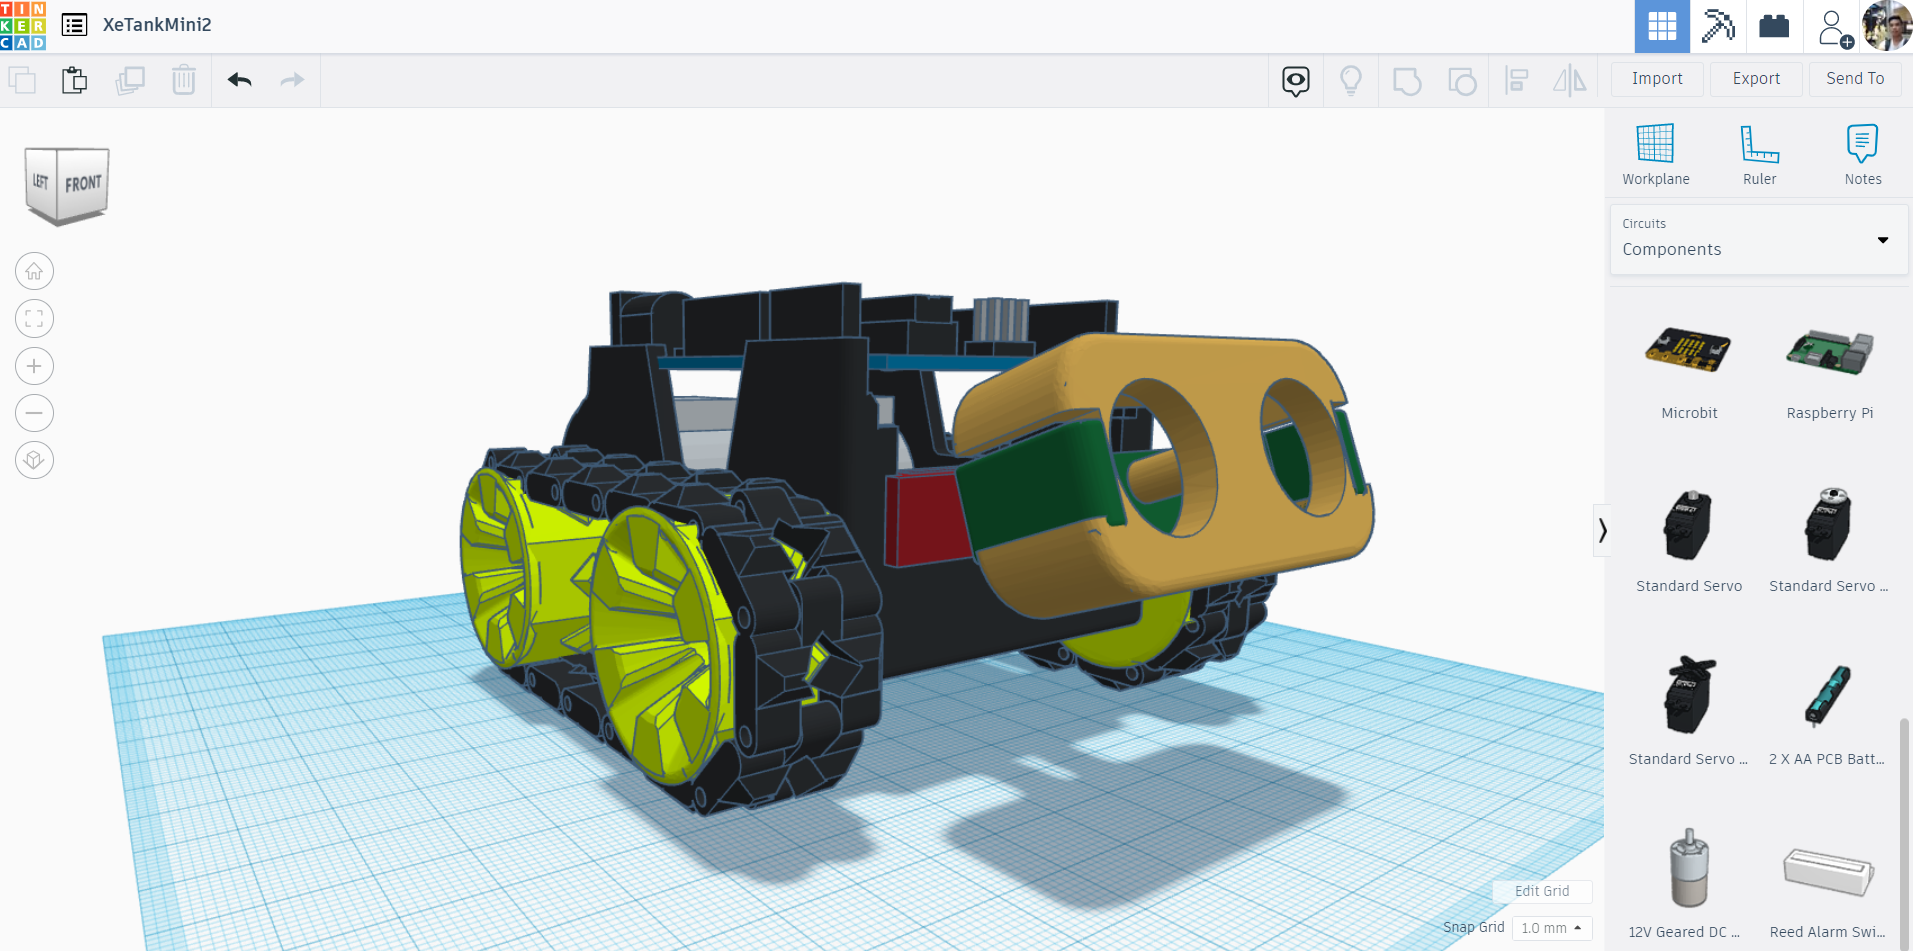 TIN
KER
CAD
XeTankMini2
Import
Export
Send To
LEFT
FRONT
Workplane
Ruler
Notes
Circuits
Components
Microbit
Raspberry Pi
Standard Servo
Standard Servo ...
Standard Servo ...
2 X AA PCB Batt...
12V Geared DC ...
Reed Alarm Swi...
Edit Grid
Snap Grid
1.0 mm